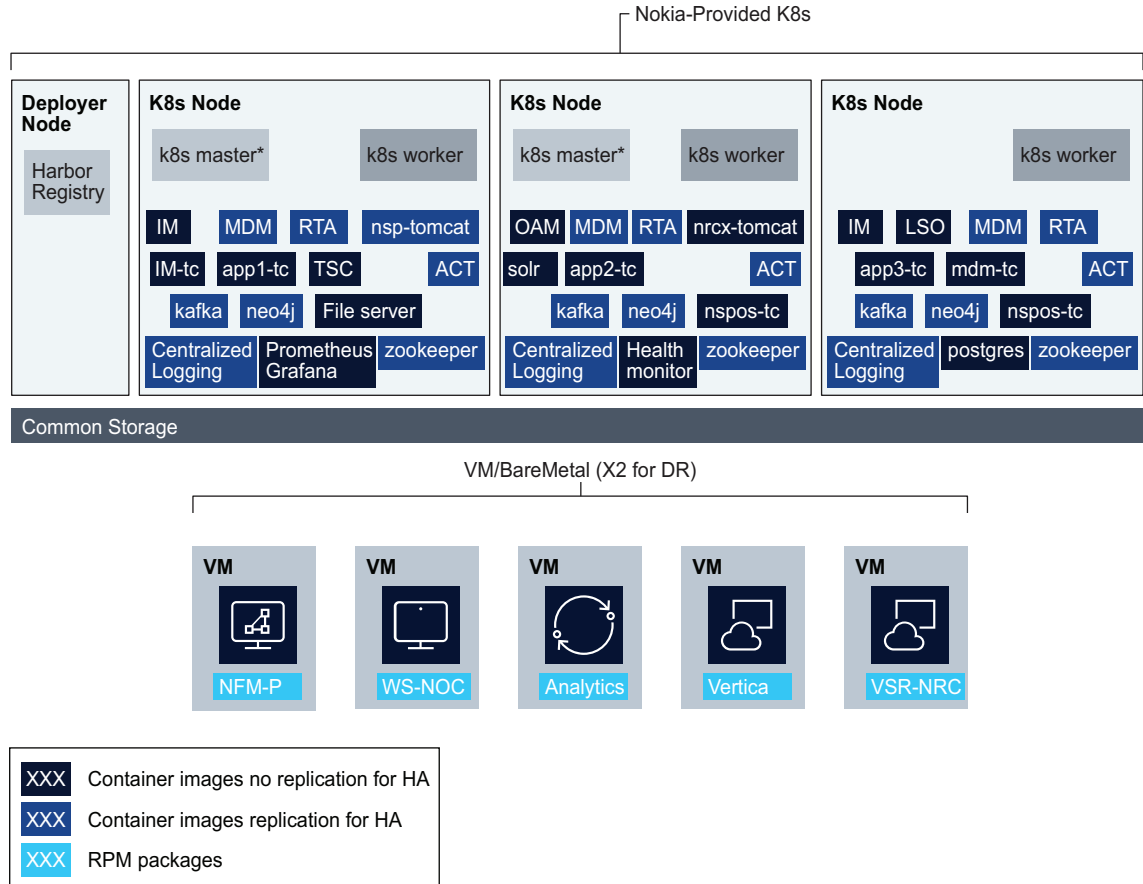 Nokia-Provided K8s
Deployer
Node
Harbor
Registry
K8s Node
k8s master*
k8s worker
IM
MDM
RTA
nsp-tomcat
IM-tc
app1-tc
TSC
ACT
kafka
neo4j
File server
Centralized
Logging
Prometheus
Grafana
zookeeper
K8s Node
k8s master*
k8s worker
OAM
MDM
RTA
nrcx-tomcat
solr
app2-tc
ACT
kafka
neo4j
nspos-tc
Centralized
Logging
Health
monitor
zookeeper
K8s Node
k8s worker
IM
LSO
MDM
RTA
app3-tc
mdm-tc
ACT
kafka
neo4j
nspos-tc
Centralized
Logging
postgres
zookeeper
Common Storage
VM/BareMetal (X2 for DR)
VM
NFM-P
VM
WS-NOC
VM
Analytics
VM
Vertica
VM
VSR-NRC
XXX Container images no replication for HA
XXX Container images replication for HA
XXX RPM packages